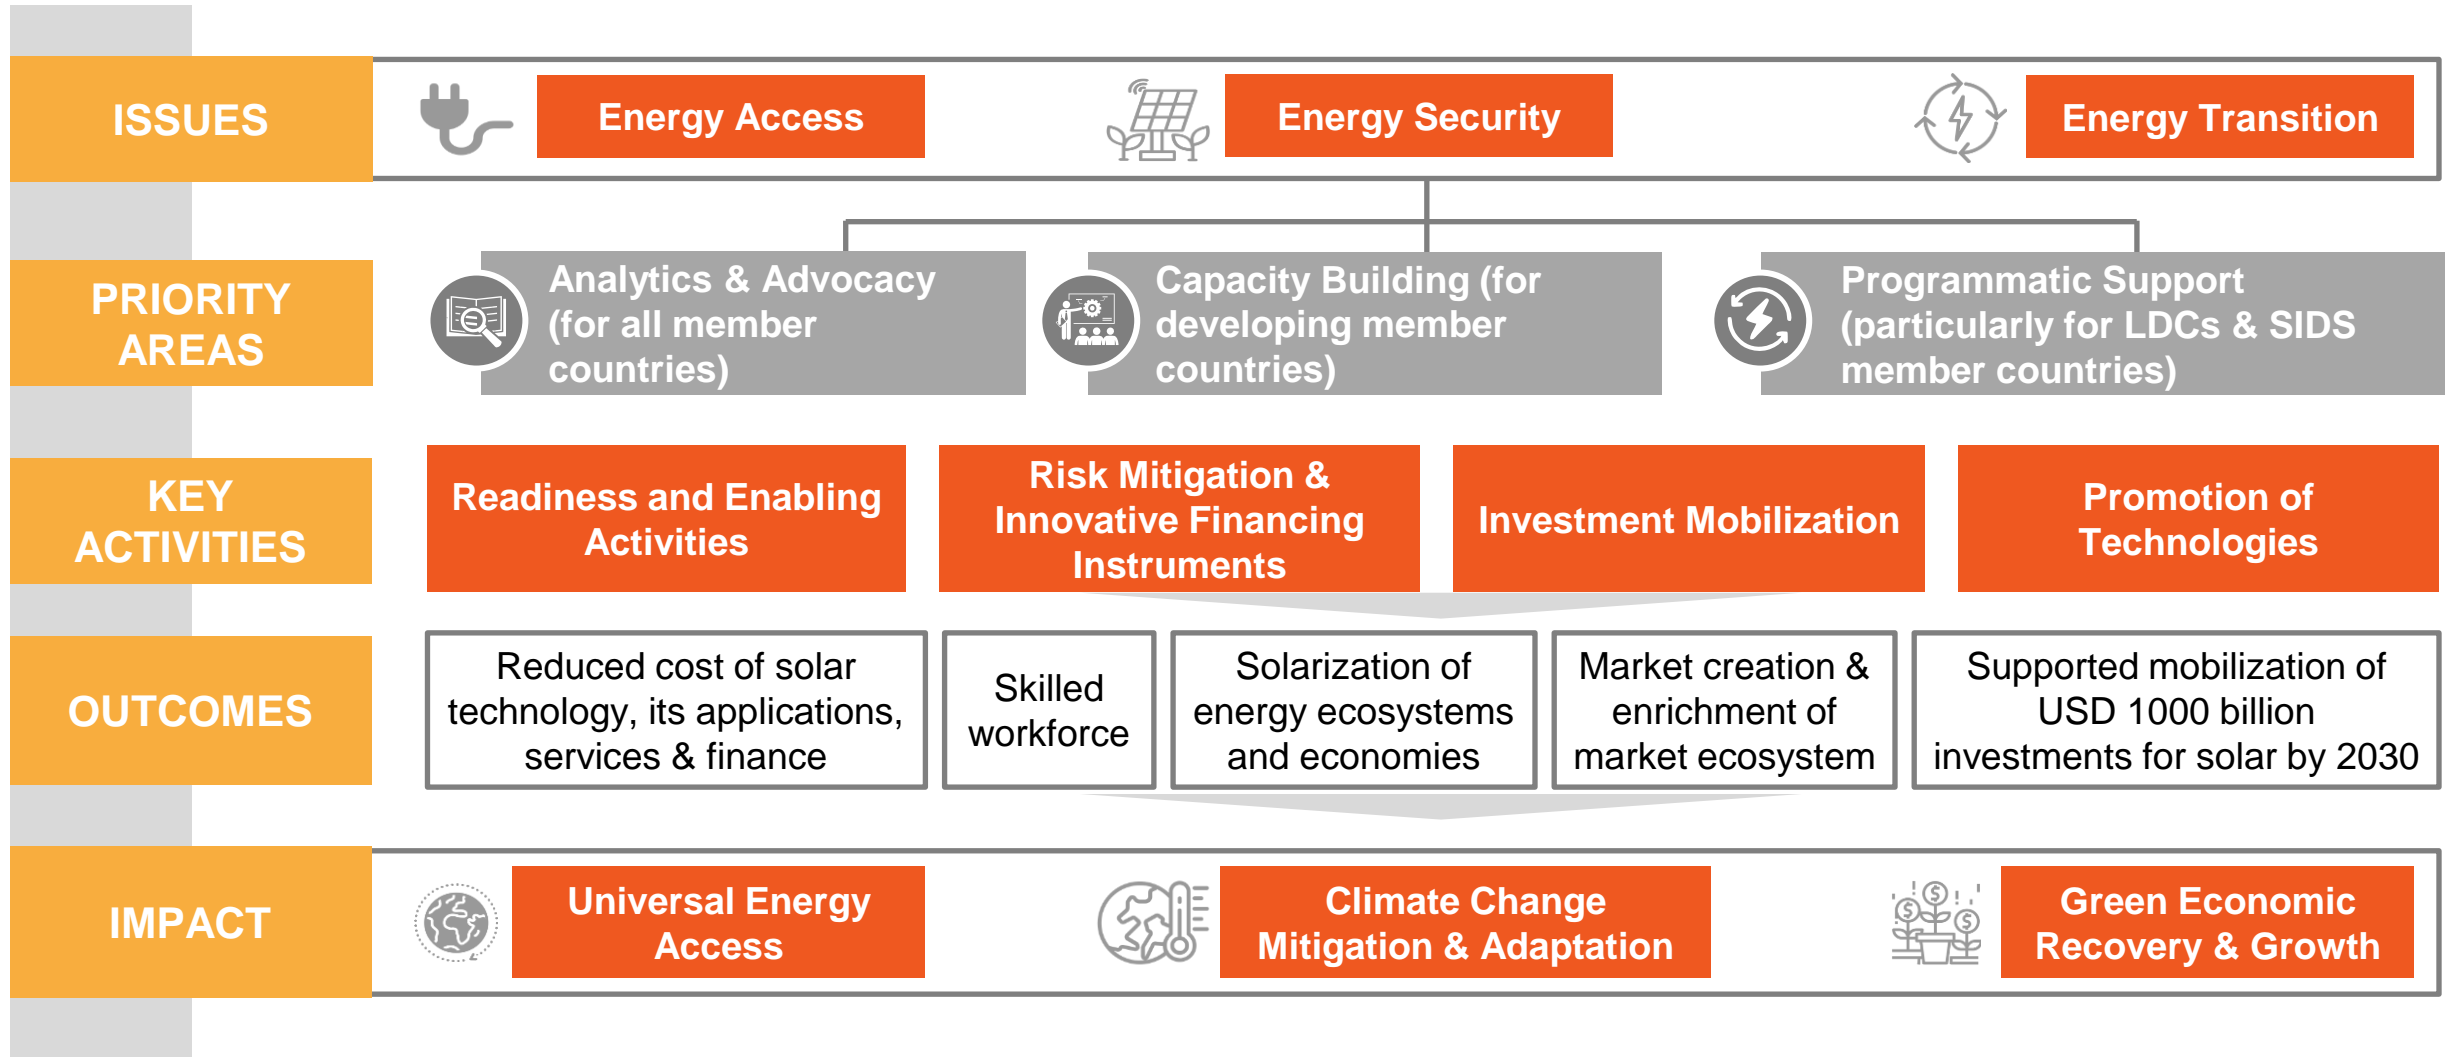 ISSUES
Energy Access
Energy Security
Energy Transition
PRIORITY
AREAS
Analytics & Advocacy
(for all member
countries)
Capacity Building (for
developing member
countries)
Programmatic Support
(particularly for LDCs & SIDS
member countries)
KEY
ACTIVITIES
Readiness and Enabling
Activities
Risk Mitigation &
Innovative Financing
Instruments
Investment Mobilization
Promotion of
Technologies
OUTCOMES
Reduced cost of solar
technology, its applications,
services & finance
Skilled
workforce
Solarization of
energy ecosystems
and economies
Market creation &
enrichment of
market ecosystem
Supported mobilization of
USD 1000 billion
investments for solar by 2030
IMPACT
Universal Energy
Access
Climate Change
Mitigation & Adaptation
Green Economic
Recovery & Growth